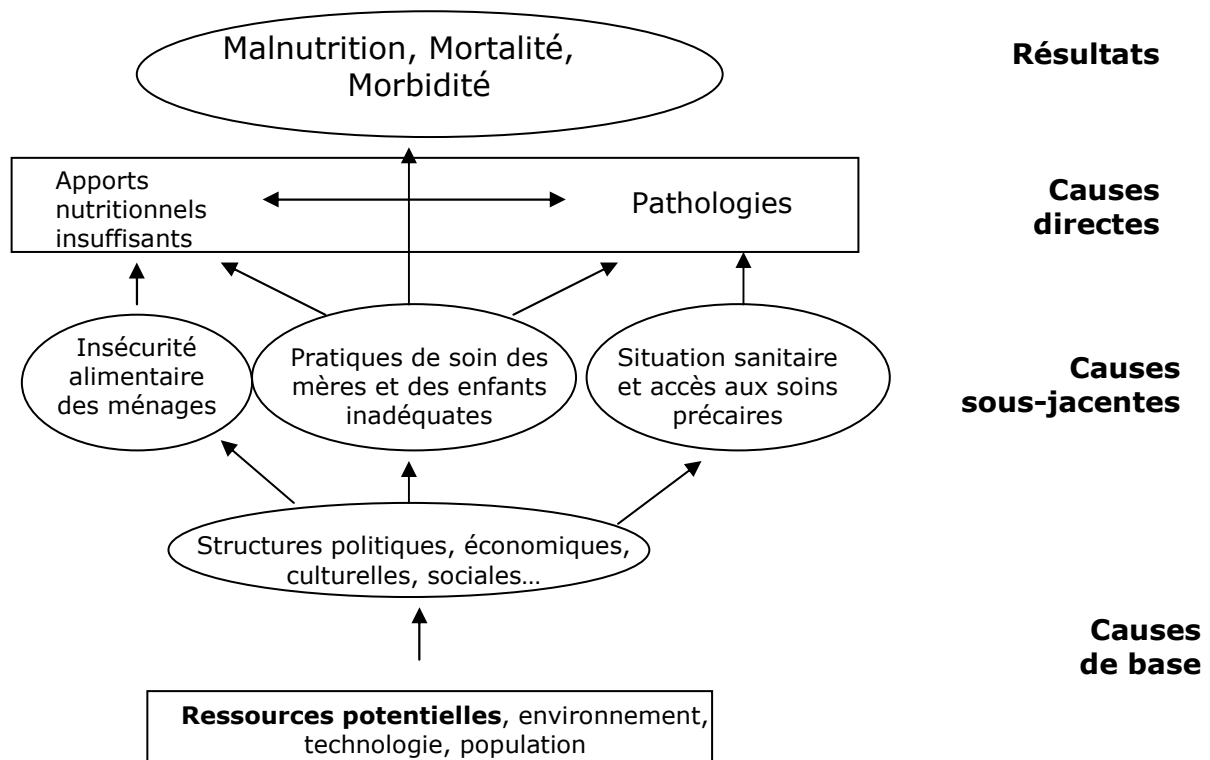 Malnutrition, Mortalité,
Morbidité
Résultats
Apports
nutritionnels
insuffisants
Pathologies
Causes
directes
Insécurité
alimentaire
des ménages
Pratiques de soin des
mères et des enfants
inadéquates
Situation sanitaire
et accès aux soins
précaires
Causes
sous-jacentes
Structures politiques, économiques,
culturelles, sociales…
Causes
de base
Ressources potentielles, environnement,
technologie, population